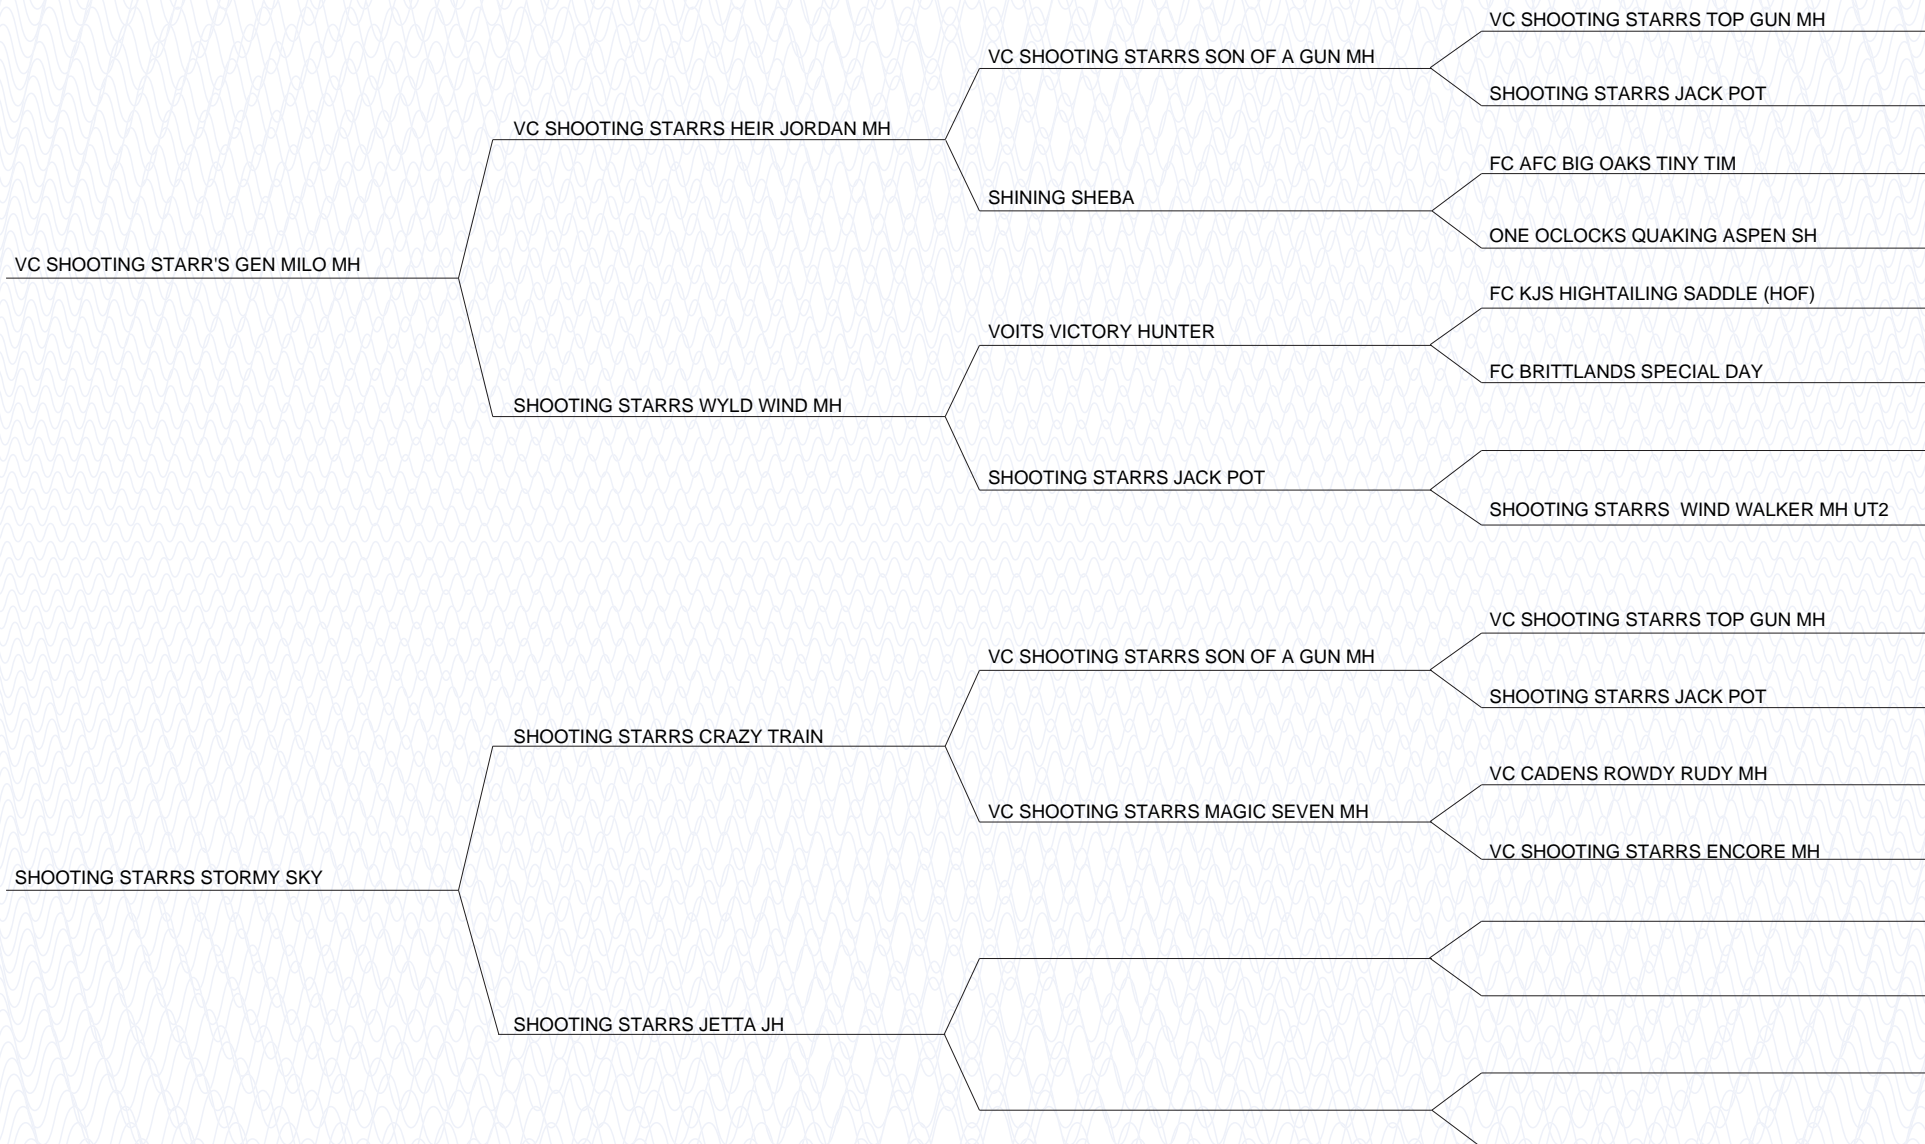 VC SHOOTING STARRS TOP GUN MH
VC SHOOTING STARRS SON OF A GUN MH
SHOOTING STARRS JACK POT
VC SHOOTING STARRS HEIR JORDAN MH
FC AFC BIG OAKS TINY TIM
SHINING SHEBA
ONE OCLOCKS QUAKING ASPEN SH
VC SHOOTING STARR'S GEN MILO MH
FC KJS HIGHTAILING SADDLE (HOF)
VOITS VICTORY HUNTER
FC BRITTLANDS SPECIAL DAY
SHOOTING STARRS WYLD WIND MH
SHOOTING STARRS JACK POT
SHOOTING STARRS  WIND WALKER MH UT2
VC SHOOTING STARRS TOP GUN MH
VC SHOOTING STARRS SON OF A GUN MH
SHOOTING STARRS JACK POT
SHOOTING STARRS CRAZY TRAIN
VC CADENS ROWDY RUDY MH
VC SHOOTING STARRS MAGIC SEVEN MH
VC SHOOTING STARRS ENCORE MH
SHOOTING STARRS STORMY SKY
SHOOTING STARRS JETTA JH